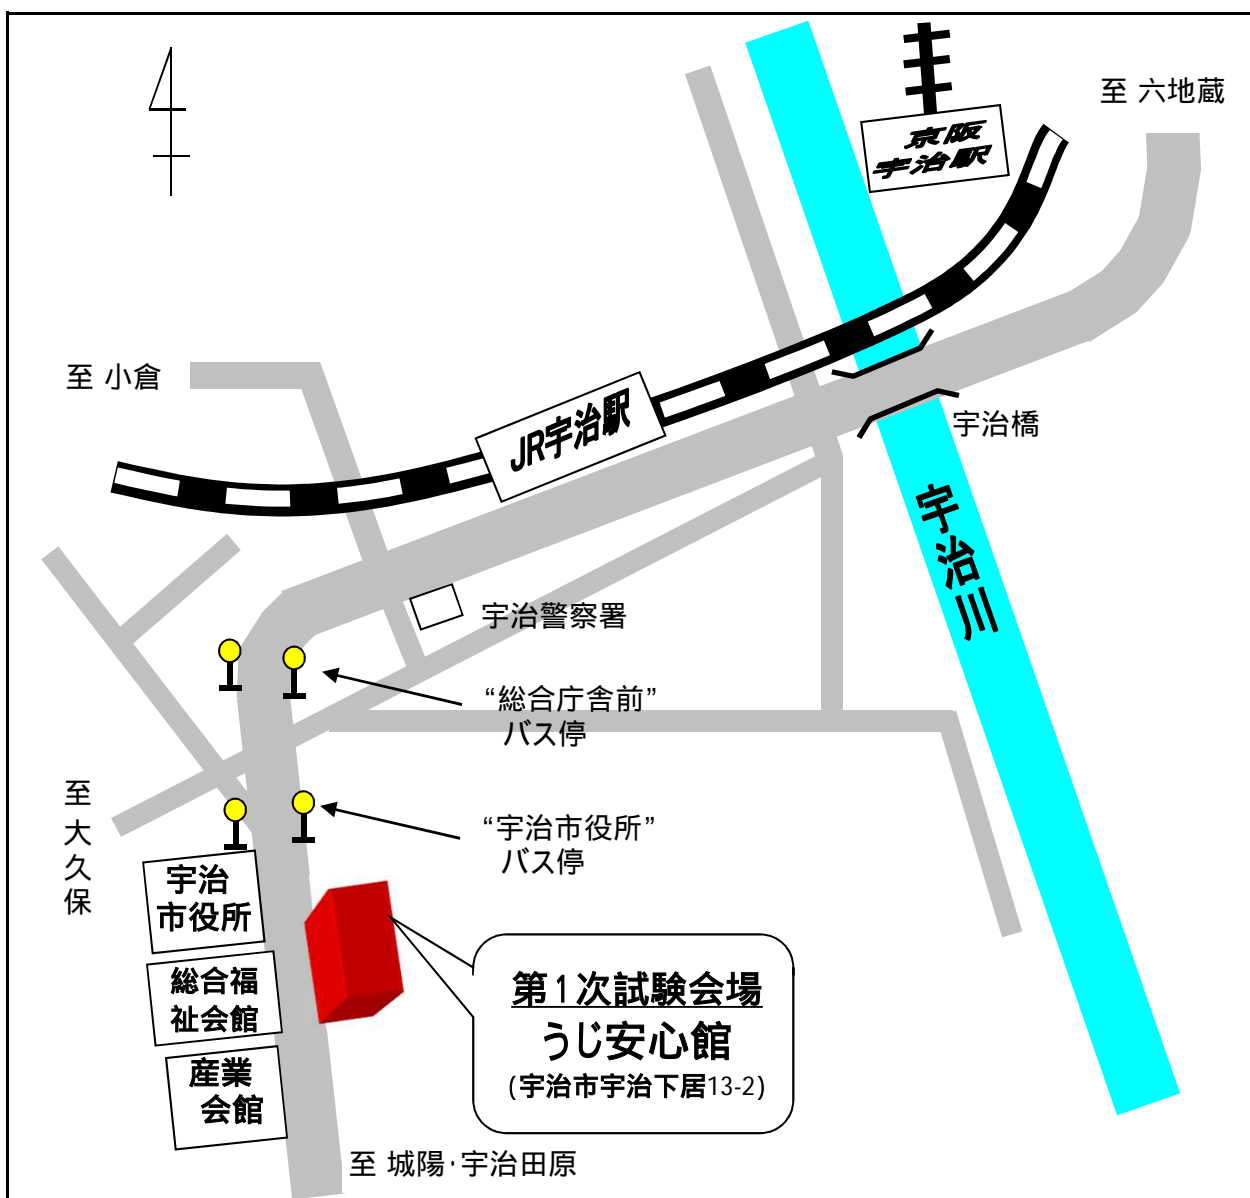 至 六地蔵
京阪
宇治駅
至 小倉
JR宇治駅
宇治橋
宇治川
宇治警察署
“総合庁舎前”
バス停
至 大久保
“宇治市役所”
バス停
宇治
市役所
総合福
祉会館
産業
会館
第1次試験会場
うじ安心館
(宇治市宇治下居13-2)
至 城陽·宇治田原